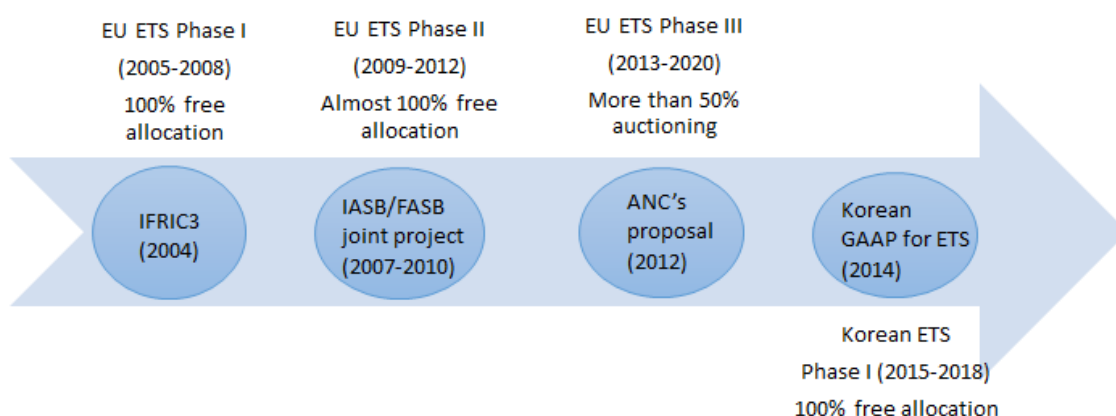 EU ETS Phase I
(2005-2008)
100% free
allocation
EU ETS Phase II
(2009-2012)
Almost 100% free
allocation
EU ETS Phase III
(2013-2020)
More than 50%
auctioning
IFRIC3
(2004)
IASB/FASB
joint project
(2007-2010)
ANC's
proposal
(2012)
Korean
GAAP for ETS
(2014)
Korean ETS
Phase I (2015-2018)
100% free allocation